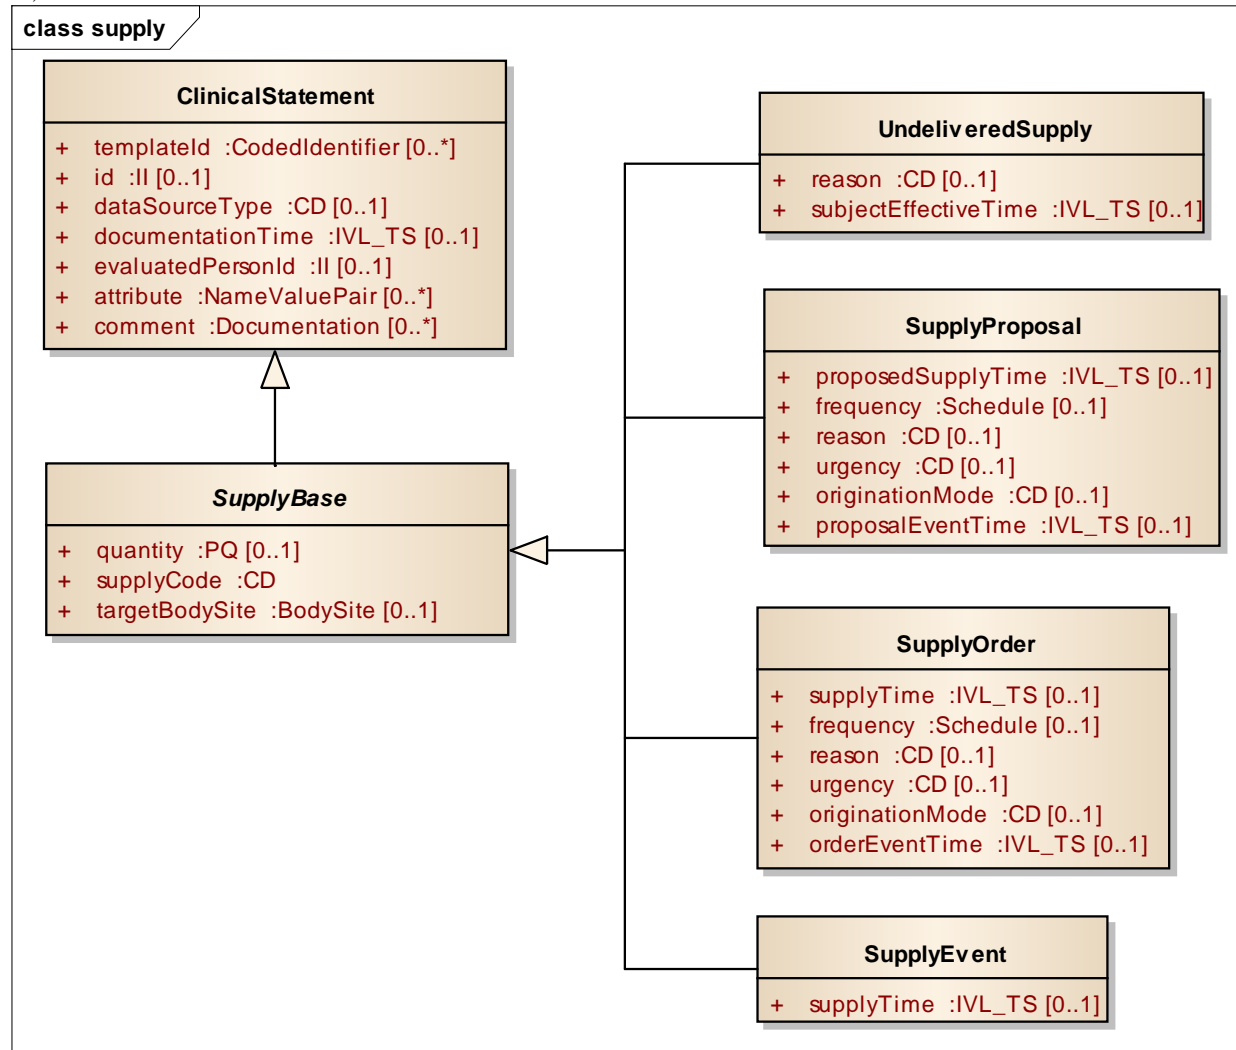 class supply
ClinicalStatement
+ templateId :CodedIdentifier [0..*]
+ id :II [0..1]
+ dataSourceType :CD [0..1]
+ documentationTime :IVL_TS [0..1]
+ evaluatedPersonId :II [0..1]
+ attribute :NameValuePair [0..*]
+ comment :Documentation [0..*]
SupplyBase
+ quantity :PQ [0..1]
+ supplyCode :CD
+ targetBodySite :BodySite [0..1]
UndeliveredSupply
+ reason :CD [0..1]
+ subjectEffectiveTime :IVL_TS [0..1]
SupplyProposal
+ proposedSupplyTime :IVL_TS [0..1]
+ frequency :Schedule [0..1]
+ reason :CD [0..1]
+ urgency :CD [0..1]
+ originationMode :CD [0..1]
+ proposalEventTime :IVL_TS [0..1]
SupplyOrder
+ supplyTime :IVL_TS [0..1]
+ frequency :Schedule [0..1]
+ reason :CD [0..1]
+ urgency :CD [0..1]
+ originationMode :CD [0..1]
+ orderEventTime :IVL_TS [0..1]
SupplyEvent
+ supplyTime :IVL_TS [0..1]